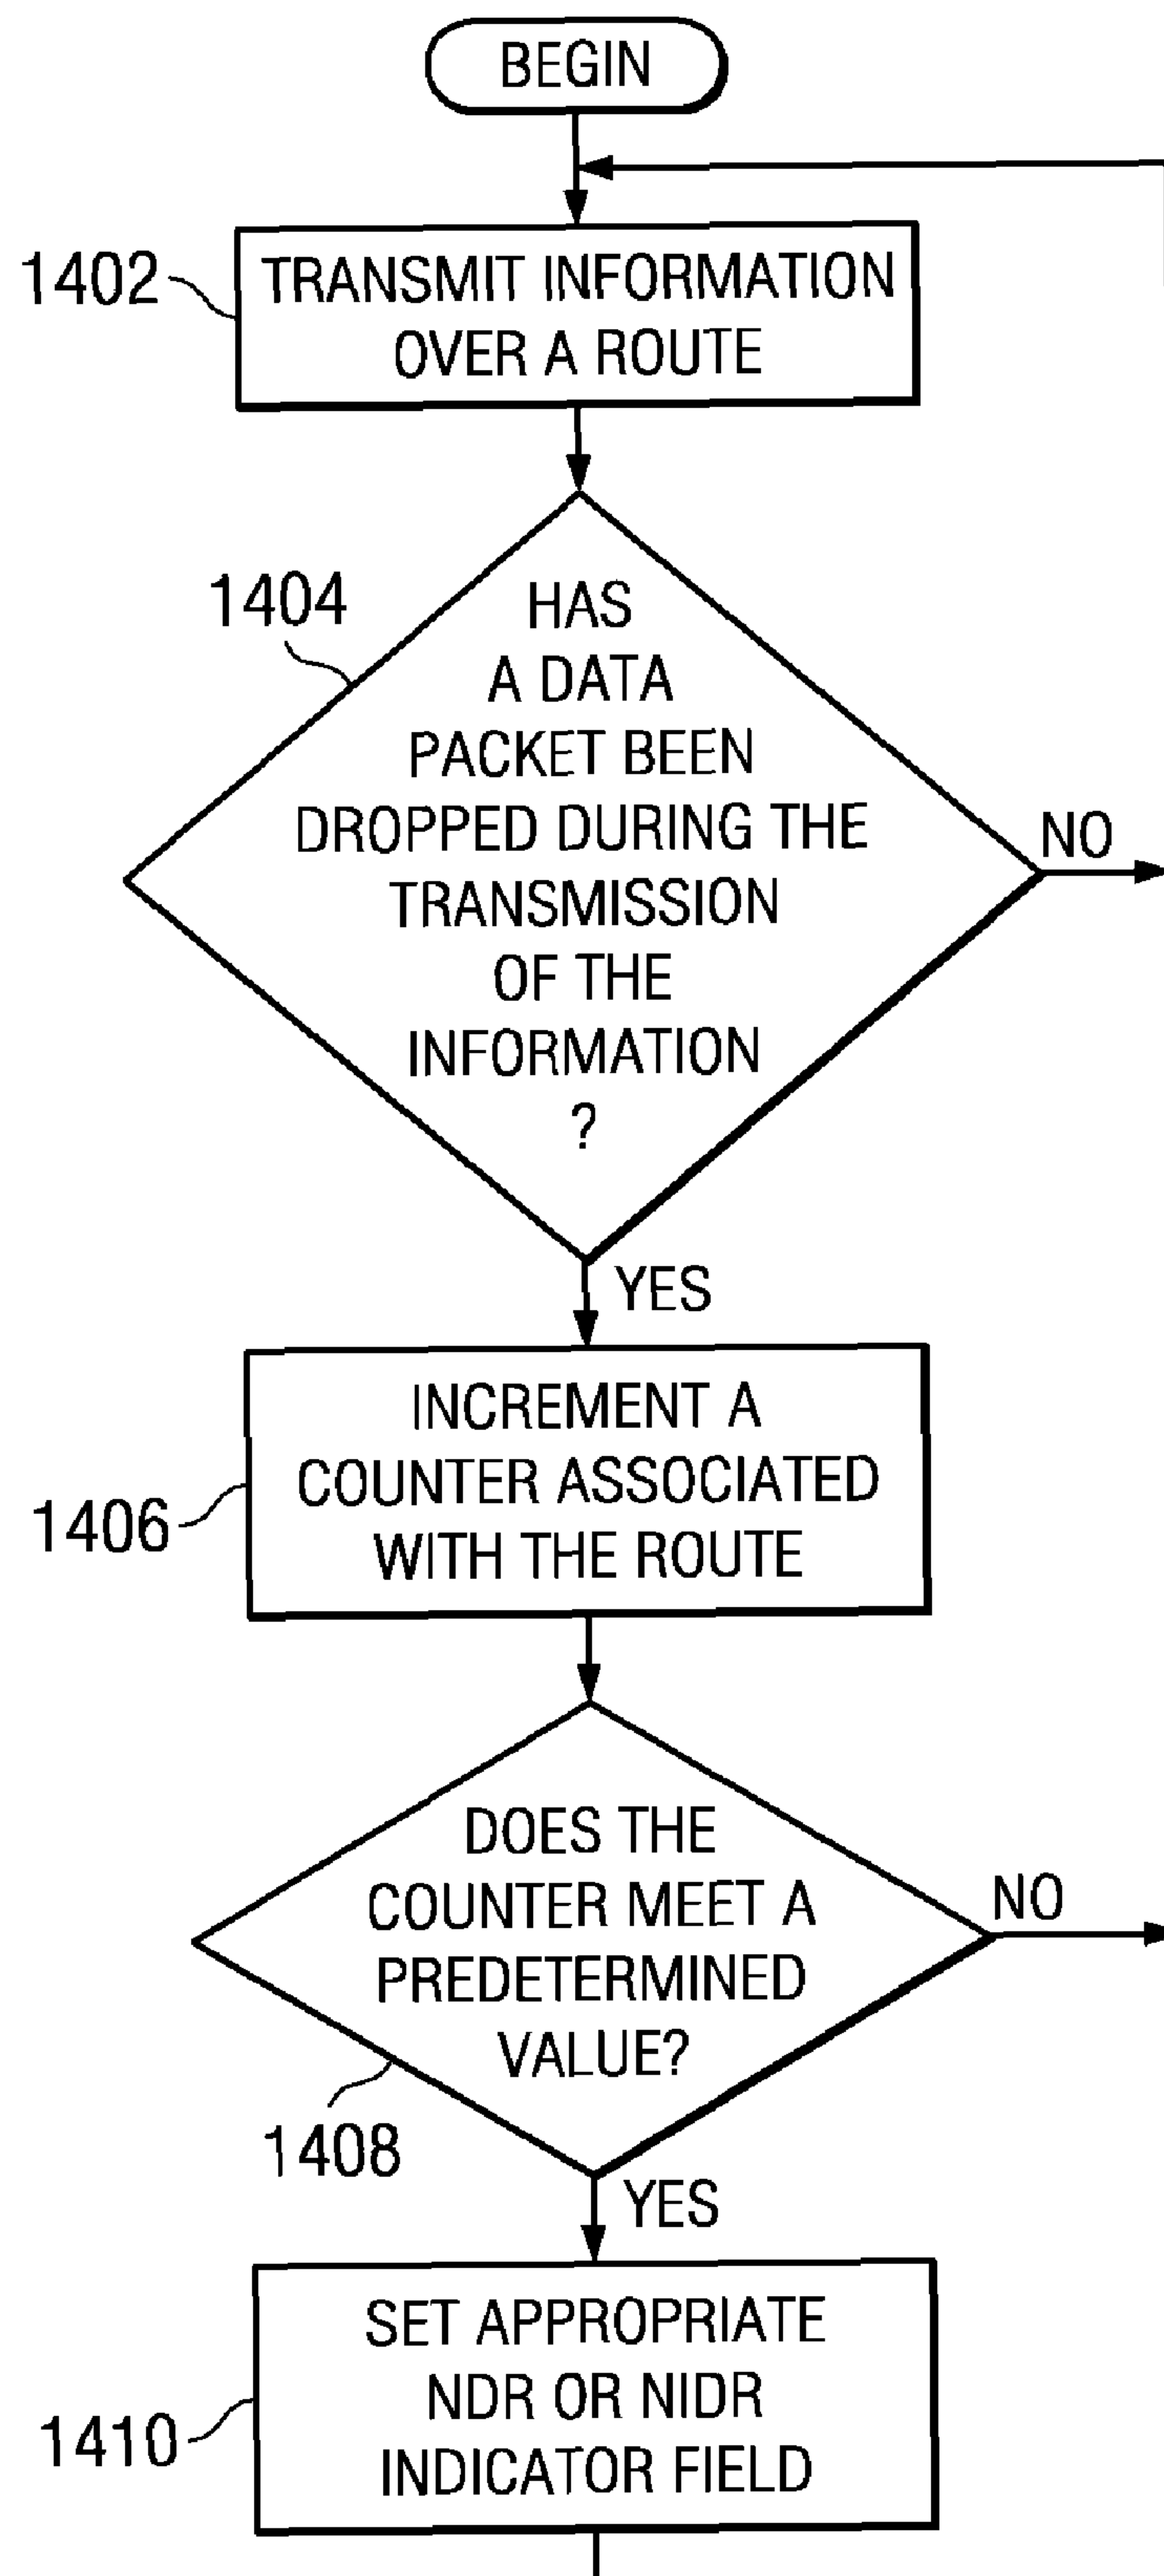 BEGIN
1402
TRANSMIT INFORMATION
OVER A ROUTE
1404
HAS
A DATA
PACKET BEEN
DROPPED DURING THE
TRANSMISSION
OF THE
INFORMATION
?
NO
YES
1406
INCREMENT A
COUNTER ASSOCIATED
WITH THE ROUTE
DOES THE
COUNTER MEET A
PREDETERMINED
VALUE?
NO
1408
YES
1410
SET APPROPRIATE
NDR OR NIDR
INDICATOR FIELD